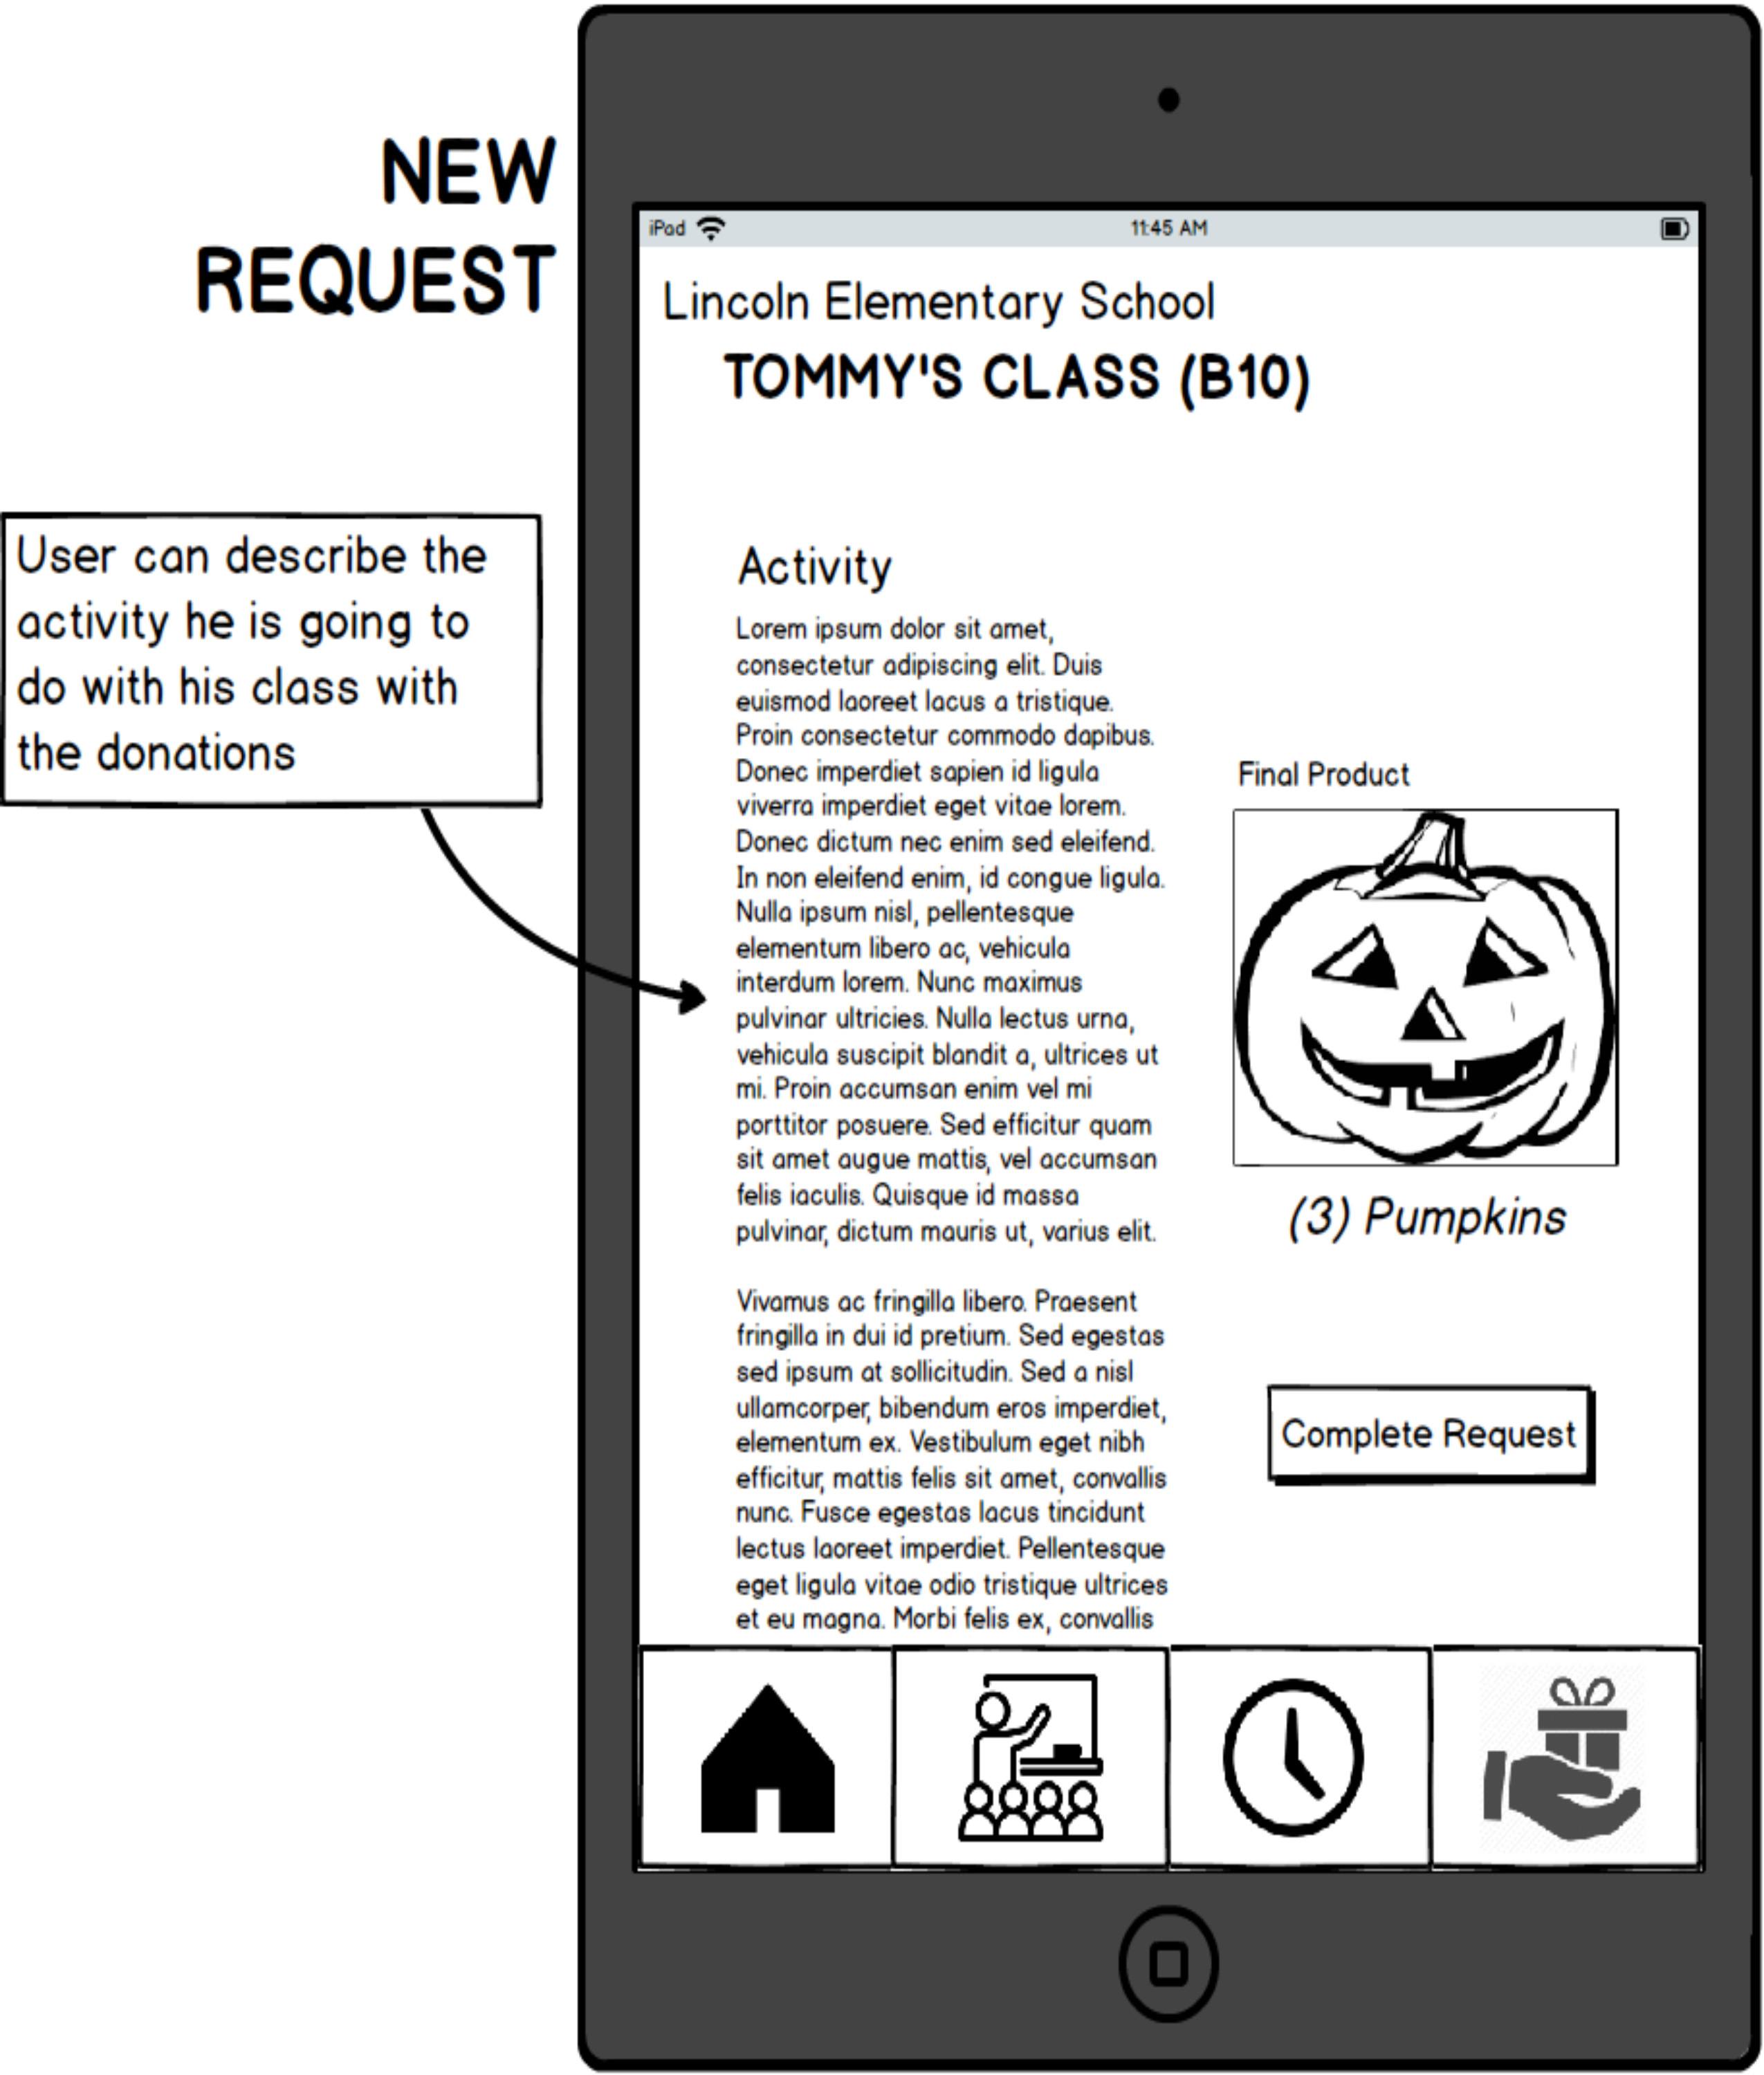 NEW
REQUEST
User can describe the
activity he is going to
do with his class with
the donations
iPad
11:45 AM
Lincoln Elementary School
TOMMY'S CLASS (B10)
Activity
Lorem ipsum dolor sit amet,
consectetur adipiscing elit. Duis
euismod laoreet lacus a tristique.
Proin consectetur commodo dapibus.
Donec imperdiet sapien id ligula
viverra imperdiet eget vitae lorem.
Donec dictum nec enim sed eleifend.
In non eleifend enim, id congue ligula.
Nulla ipsum nisl, pellentesque
elementum libero ac, vehicula
interdum lorem. Nunc maximus
pulvinar ultricies. Nulla lectus urna,
vehicula suscipit blandit a, ultrices ut
mi. Proin accumsan enim vel mi
porttitor posuere. Sed efficitur quam
sit amet augue mattis, vel accumsan
felis iaculis. Quisque id massa
pulvinar, dictum mauris ut, varius elit.
Vivamus ac fringilla libero. Praesent
fringilla in dui id pretium. Sed egestas
sed ipsum at sollicitudin. Sed a nisl
ullamcorper, bibendum eros imperdiet,
elementum ex. Vestibulum eget nibh
efficitur, mattis felis sit amet, convallis
nunc. Fusce egestas lacus tincidunt
lectus laoreet imperdiet. Pellentesque
eget ligula vitae odio tristique ultrices
et eu magna. Morbi felis ex, convallis
Final Product
(3) Pumpkins
Complete Request